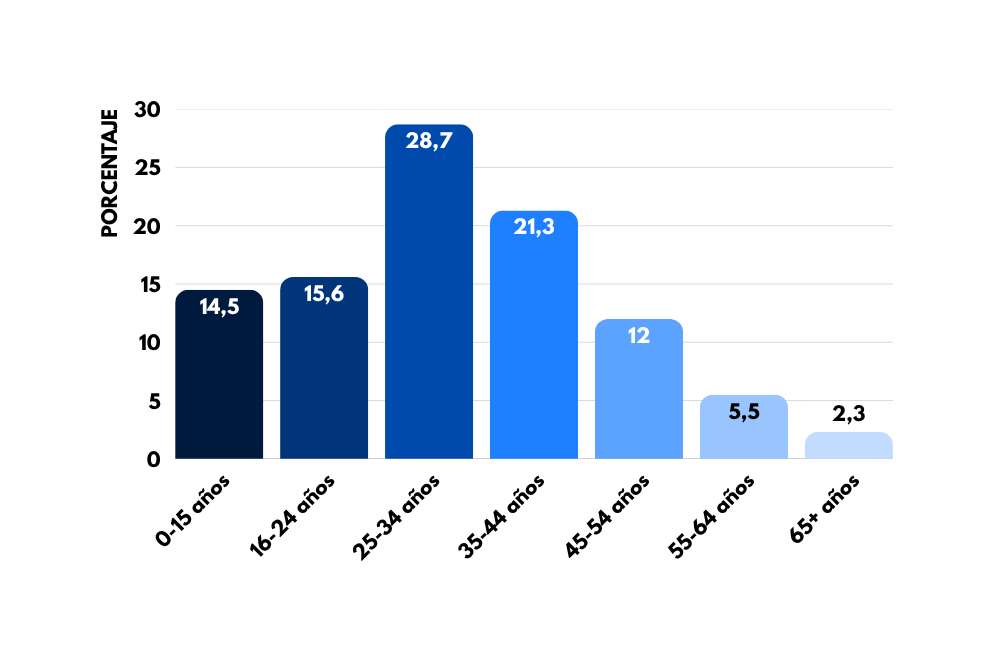 PORCENTAJE
30
25
20
15
10
5
0
14,5
15,6
28,7
21,3
12
5,5
2,3
0-15 años
16-24 años
25-34 años
35-44 años
45-54 años
55-64 años
65+ años